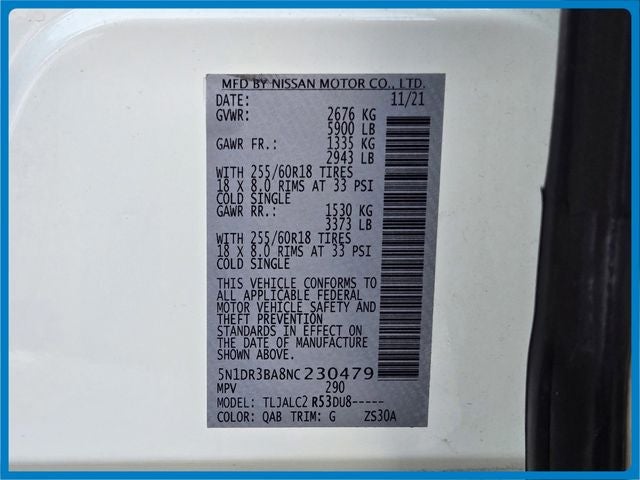 MFD BY NISSAN MOTOR CO., LTD.
DATE: 11/21
GVWR: 2676 KG
5900 LB
GAWR FR.: 1335 KG
2943 LB
WITH 255/60R18 TIRES
18 X 8.0 RIMS AT 33 PSI
COLD SINGLE
GAWR RR.: 1530 KG
3373 LB
WITH 255/60R18 TIRES
18 X 8.0 RIMS AT 33 PSI
COLD SINGLE
THIS VEHICLE CONFORMS TO
ALL APPLICABLE FEDERAL
MOTOR VEHICLE SAFETY AND
THEFT PREVENTION
STANDARDS IN EFFECT ON
THE DATE OF MANUFACTURE
SHOWN ABOVE.
5N1DR3BA8NC230479
MPV 290
MODEL: TLJALC2 R53DU8-----
COLOR: QAB TRIM: G ZS30A